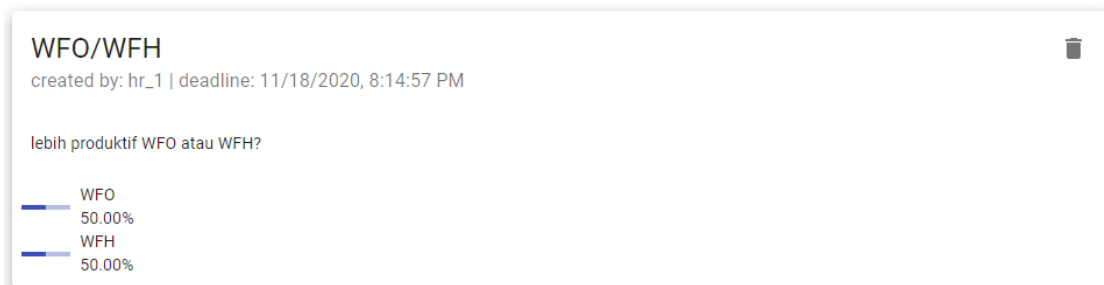 WFO/WFH
created by: hr_1 | deadline: 11/18/2020, 8:14:57 PM
lebih produktif WFO atau WFH?
WFO
50.00%
WFH
50.00%